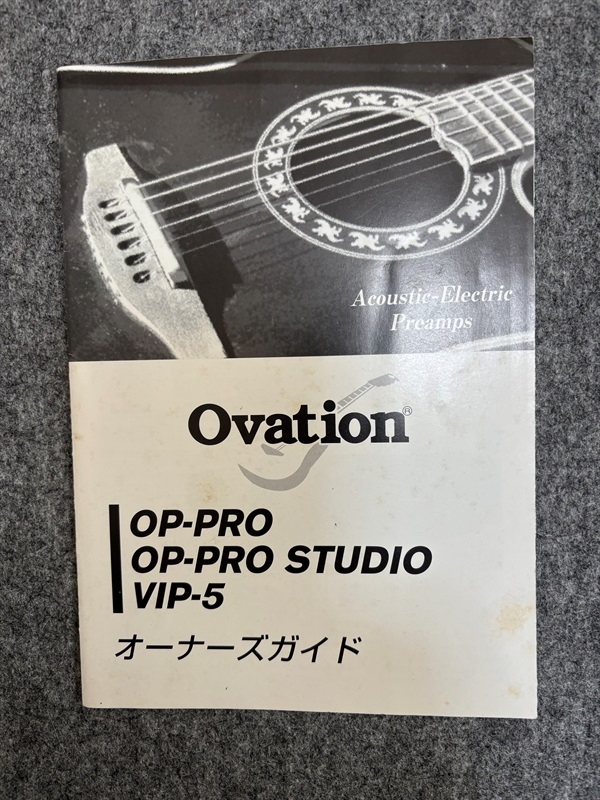 Acoustic-Electric
Preamps
Ovation®
OP-PRO
OP-PRO STUDIO
VIP-5
オーナーズガイド